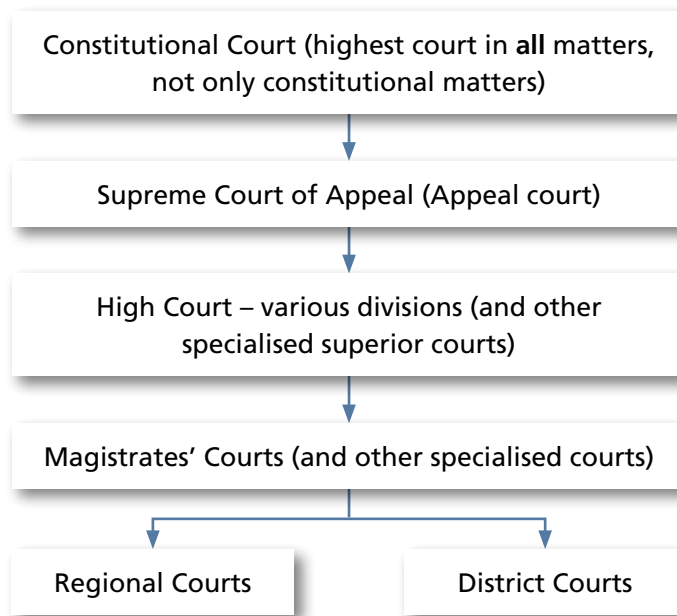 Constitutional Court (highest court in all matters,
not only constitutional matters)
Supreme Court of Appeal (Appeal court)
High Court – various divisions (and other
specialised superior courts)
Magistrates’ Courts (and other specialised courts)
Regional Courts
District Courts